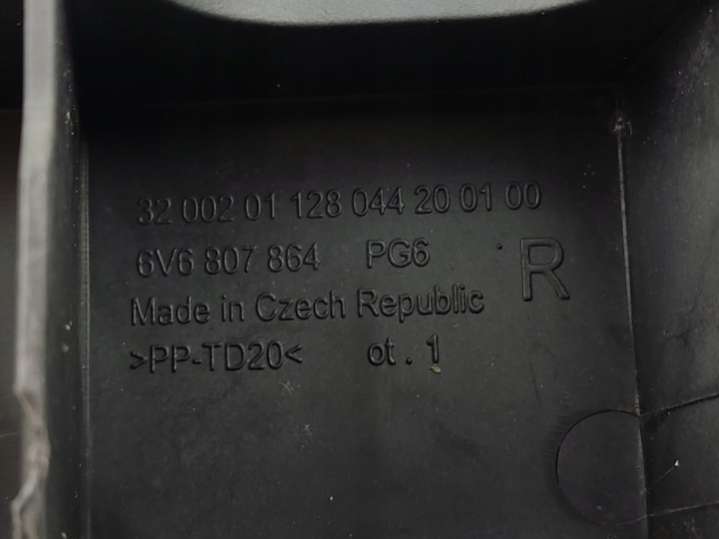 32 002 01 128 044 20 01 00
6V6 807 864 PG6
R
Made in Czech Republic
>PP-TD20< ot . 1